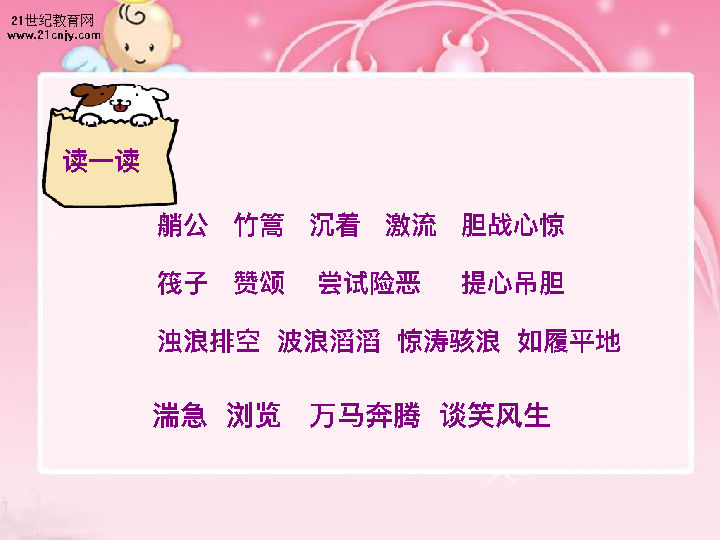 21世纪教育网
www.21cnjy.com
读一读
艄公 竹篙 沉着 激流 胆战心惊
筏子 赞颂 尝试险恶 提心吊胆
浊浪排空 波浪滔滔 惊涛骇浪 如履平地
湍急 浏览 万马奔腾 谈笑风生